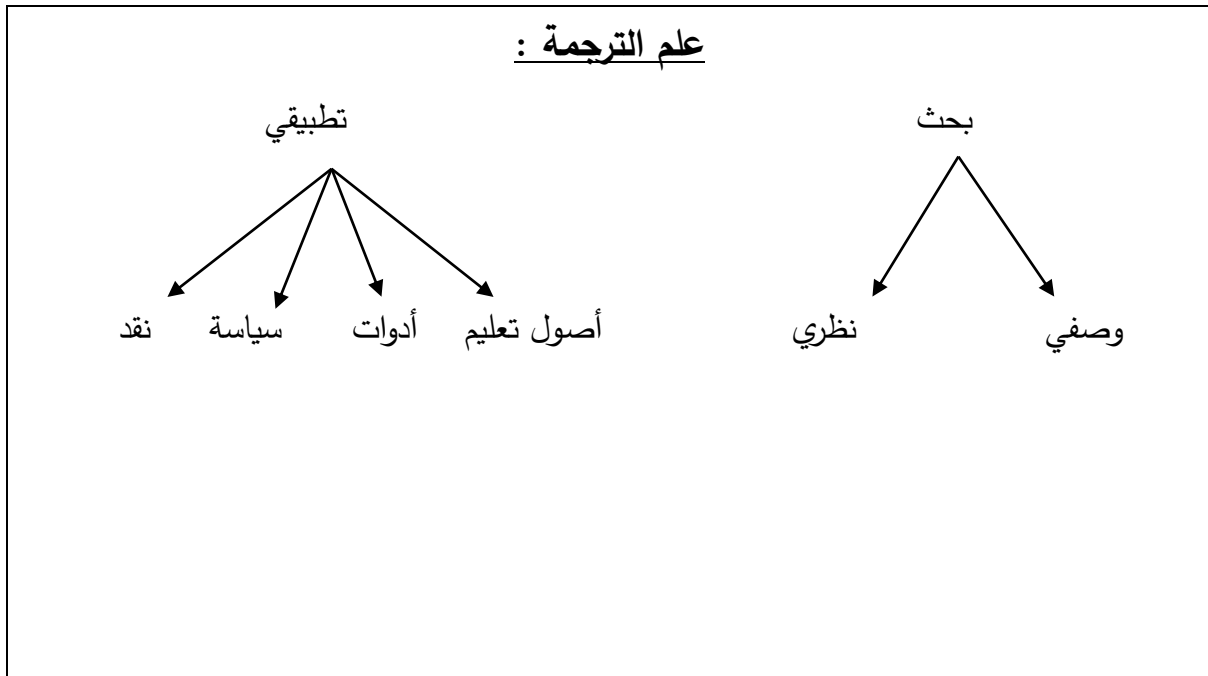 علم الترجمة :
بحث تطبيقي
وصفي نظري أصول تعليم أدوات سياسة نقد